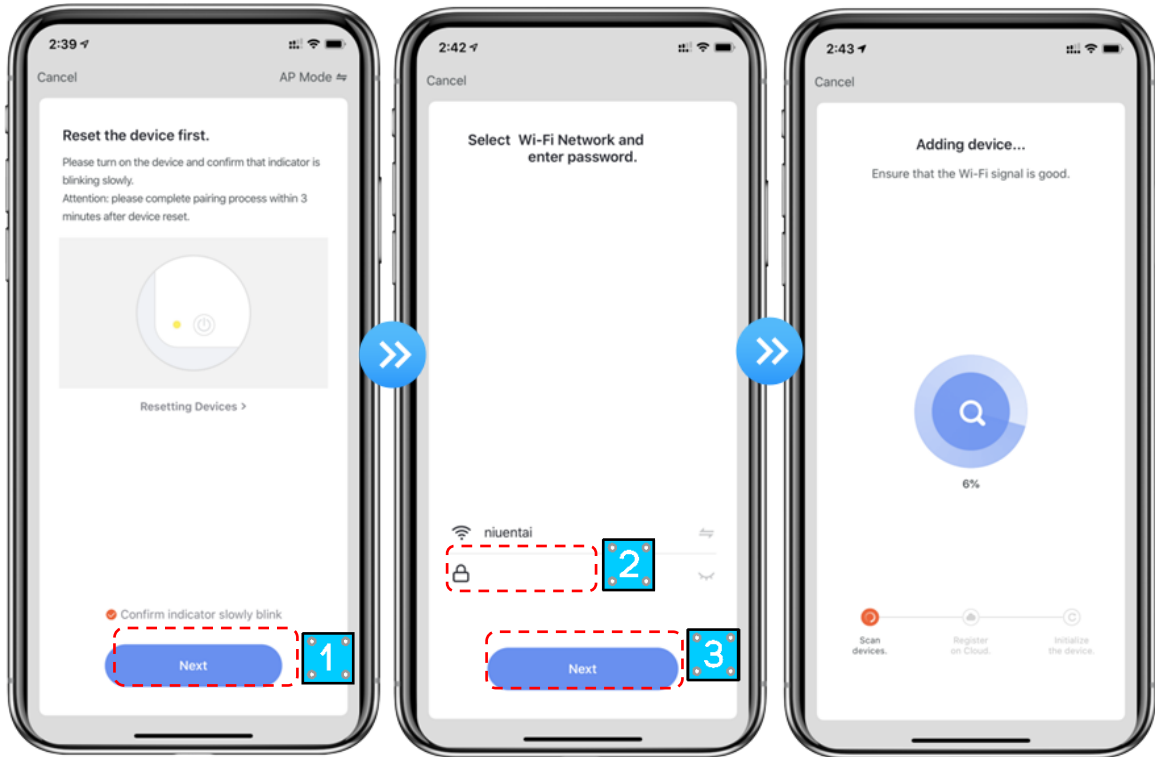 2:39
Cancel
AP Mode
Reset the device first.
Please turn on the device and confirm that indicator is
blinking slowly.
Attention: please complete pairing process within 3
minutes after device reset.
Resetting Devices >
Confirm indicator slowly blink
Next
1
2:42
Cancel
Select Wi-Fi Network and
enter password.
niuentai
2
Next
3
2:43
Cancel
Adding device...
Ensure that the Wi-Fi signal is good.
6%
Scan
devices.
Register
on Cloud.
Initialize
the device.